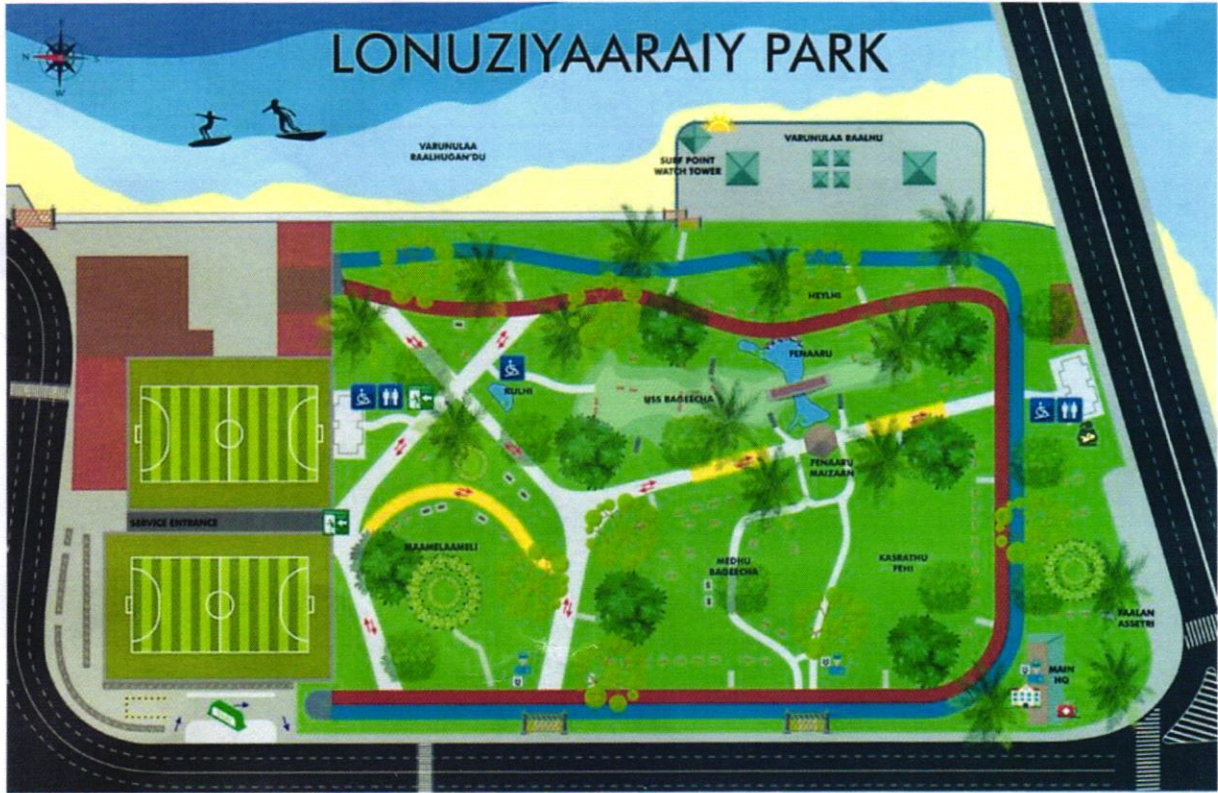 LONUZIYAARAIY PARK
N
S
W
VARUNULAA
RAALHUGAN'DU
VARUNULAA RAALHU
SURF POINT
WATCH TOWER
HEYLHI
FENAARU
KULHI
USS BAGEECHA
FENAARU
MAIZAAN
SERVICE ENTRANCE
MAAMELAAMELI
MEDHU
BAGEECHA
KASRATHU
FEHI
FAALAN
ASSEYRI
MAIN
HQ